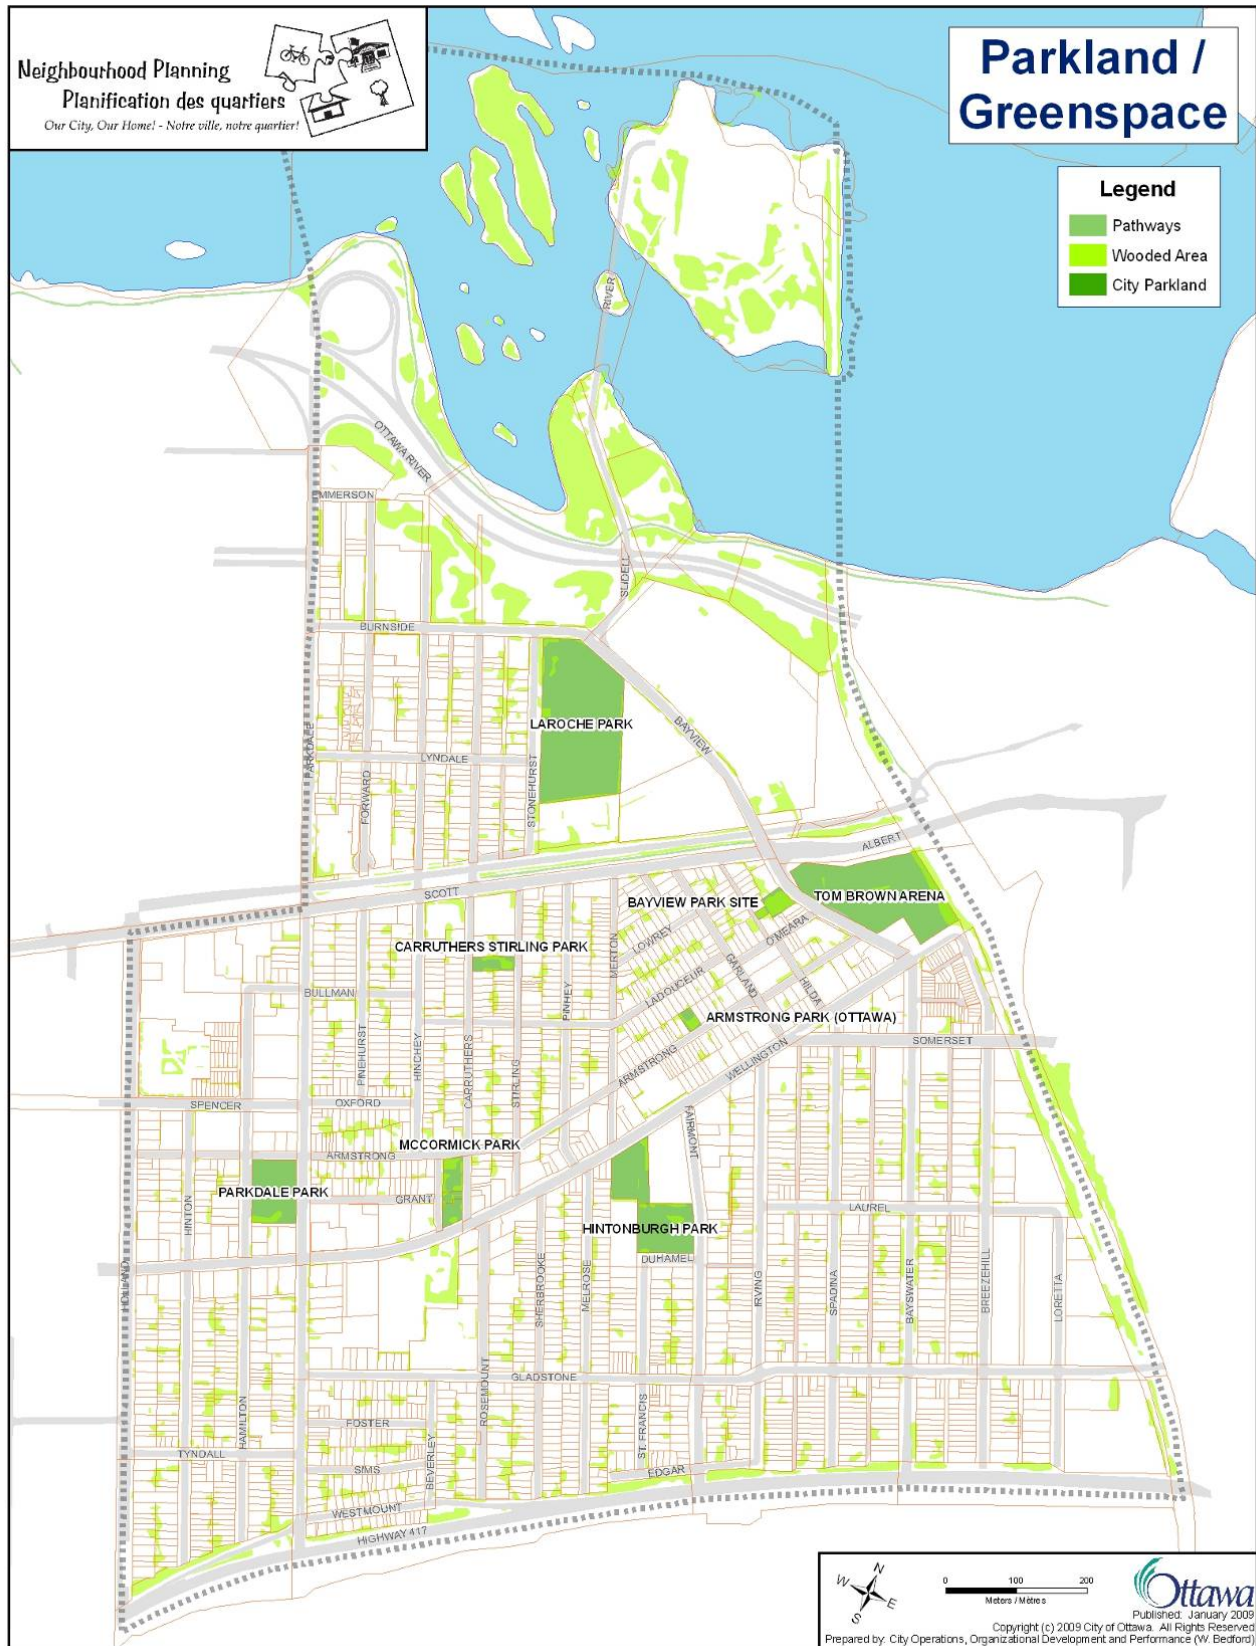 Neighbourhood Planning
Planification des quartiers
Our City, Our Home! - Notre ville, notre quartier!
Parkland /
Greenspace
Legend
Pathways
Wooded Area
City Parkland
RIVER
OTTAWA RIVER
EMMERSON
SLIDELL
BURNSIDE
LAROCHE PARK
BAYVIEW
PARKDALE
LYNDALE
FORWARD
STONEHURST
ALBERT
SCOTT
TOM BROWN ARENA
BAYVIEW PARK SITE
O'MEARA
LOWREY
CARRUTHERS STIRLING PARK
MERTON
GARLAND
LADOUCEUR
HILDA
BULLMAN
PINHEY
ARMSTRONG PARK (OTTAWA)
PINEHURST
HINCHEY
CARRUTHERS
STIRLING
ARMSTRONG
WELLINGTON
SOMERSET
SPENCER
OXFORD
FAIRMONT
MCCORMICK PARK
ARMSTRONG
PARKDALE PARK
GRANT
HINTON
LAUREL
HINTONBURGH PARK
DUHAMEL
HOLLAND
SHERBROOKE
MELROSE
IRVING
SPADINA
BAYSWATER
BREEZEHILL
LORETTA
GLADSTONE
ROSEMOUNT
HAMILTON
FOSTER
ST. FRANCIS
TYNDALL
BEVERLEY
SIMS
EDGAR
WESTMOUNT
HIGHWAY 417
N
W
E
S
0 100 200
Meters / Mètres
Ottawa
Published: January 2009
Copyright (c) 2009 City of Ottawa. All Rights Reserved
Prepared by: City Operations, Organizational Development and Performance (W. Bedford)